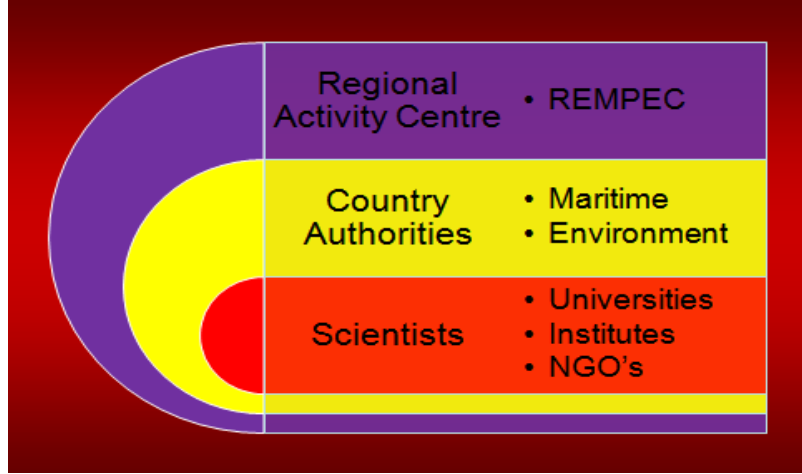 Regional
Activity Centre
• REMPEC
Country
Authorities
• Maritime
• Environment
Scientists
• Universities
• Institutes
• NGO's